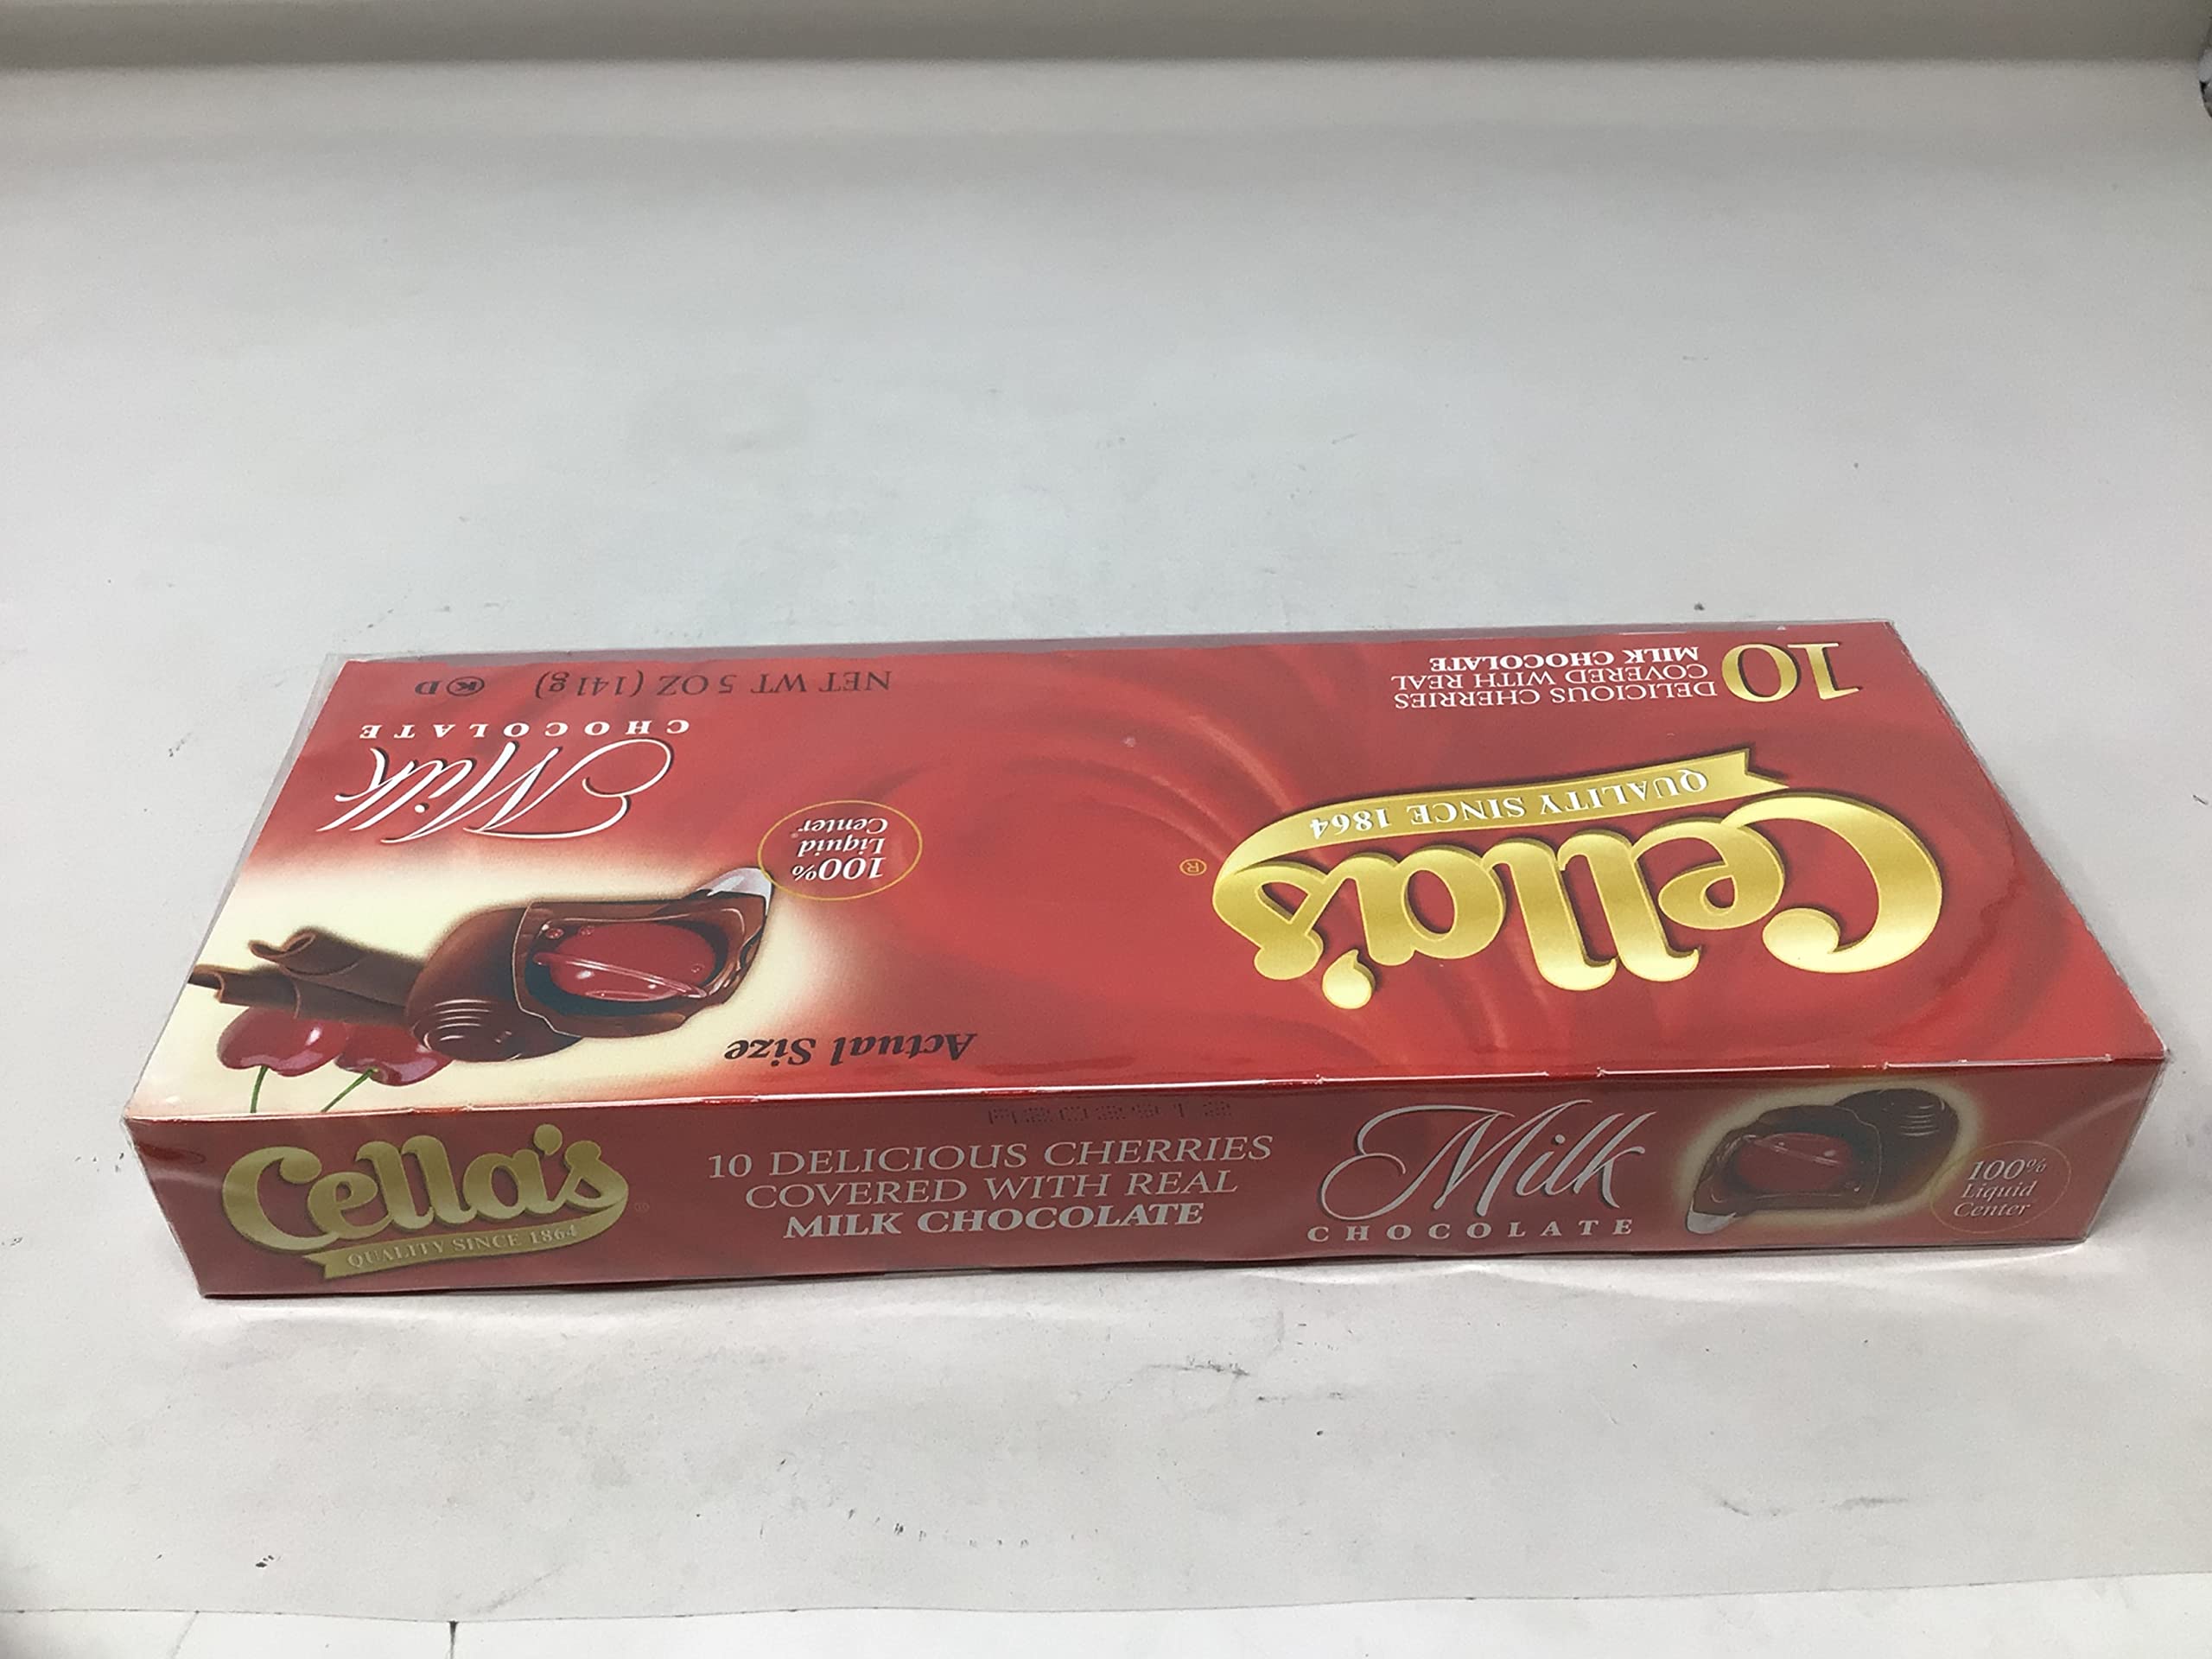 10
DELICIOUS CHERRIES
COVERED WITH REAL
MILK CHOCOLATE
NET WT 5 OZ (141g) K D
Cella's®
QUALITY SINCE 1864
Milk
CHOCOLATE
100%
Liquid
Center
Actual Size
Cella's®
QUALITY SINCE 1864
10 DELICIOUS CHERRIES
COVERED WITH REAL
MILK CHOCOLATE
Milk
CHOCOLATE
100%
Liquid
Center